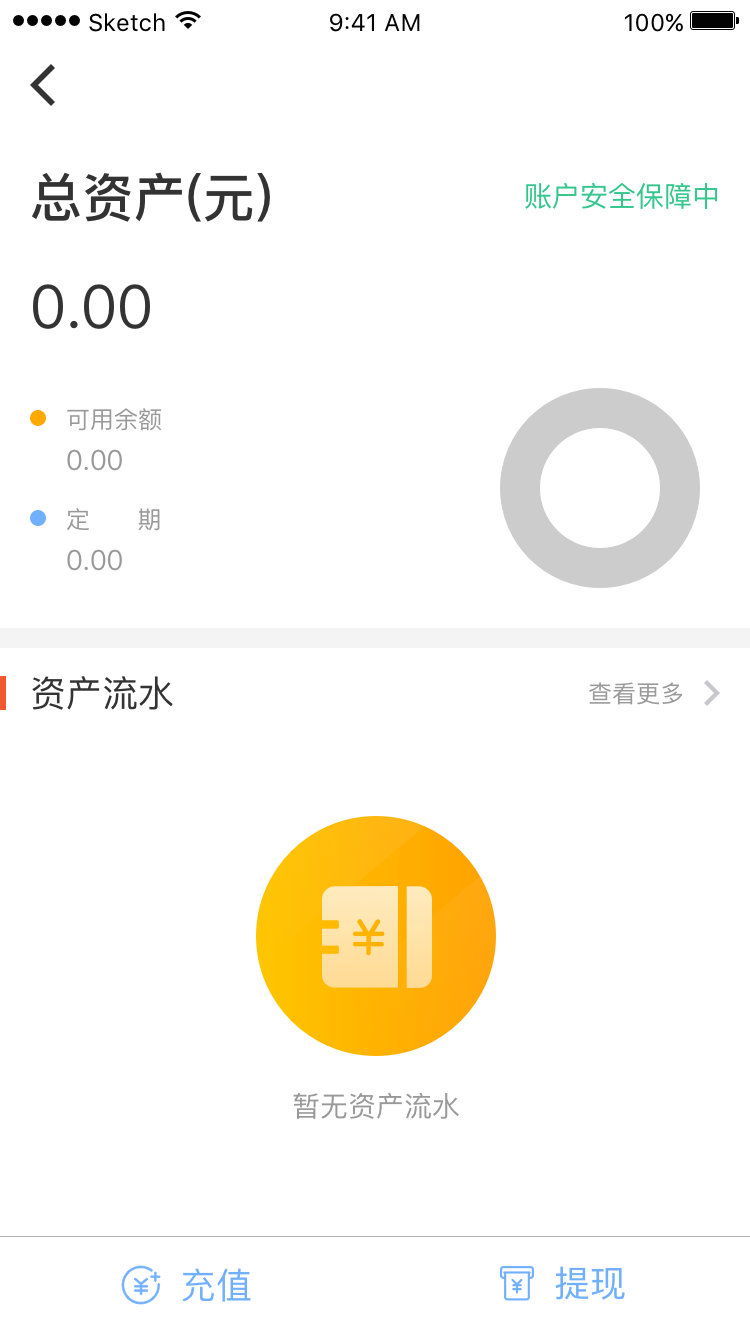 Sketch 9:41 AM 100%
总资产(元) 账户安全保障中
0.00
可用余额
0.00
定 期
0.00
资产流水 查看更多
¥
暂无资产流水
¥ 充值 ¥ 提现